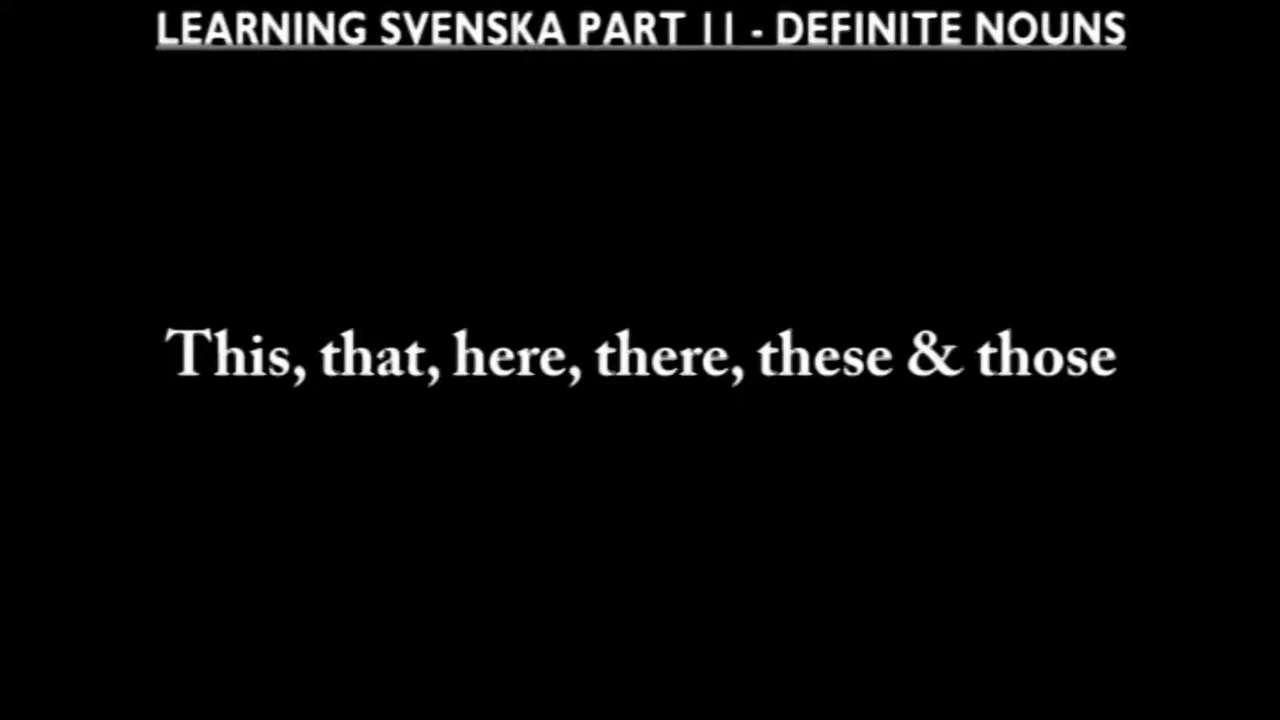 LEARNING SVENSKA PART 11 - DEFINITE NOUNS
This, that, here, there, these & those